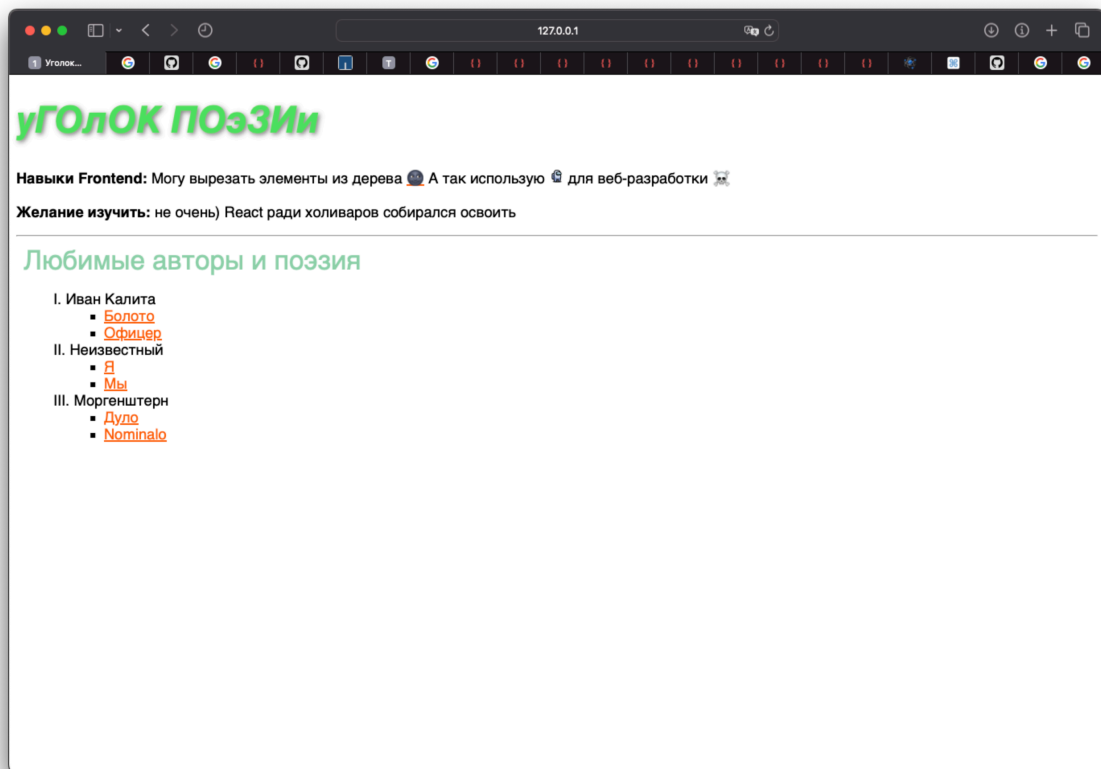 127.0.0.1
1 Уголок...
T
уГОлОК ПОэЗИи
Навыки Frontend: Могу вырезать элементы из дерева 🌚 А так использую 🗿 для веб-разработки ☠️
Желание изучить: не очень) React ради холиваров собирался освоить
Любимые авторы и поэзия
I. Иван Калита
▪ Болото
▪ Офицер
II. Неизвестный
▪ Я
▪ Мы
III. Моргенштерн
▪ Дуло
▪ Nominalo